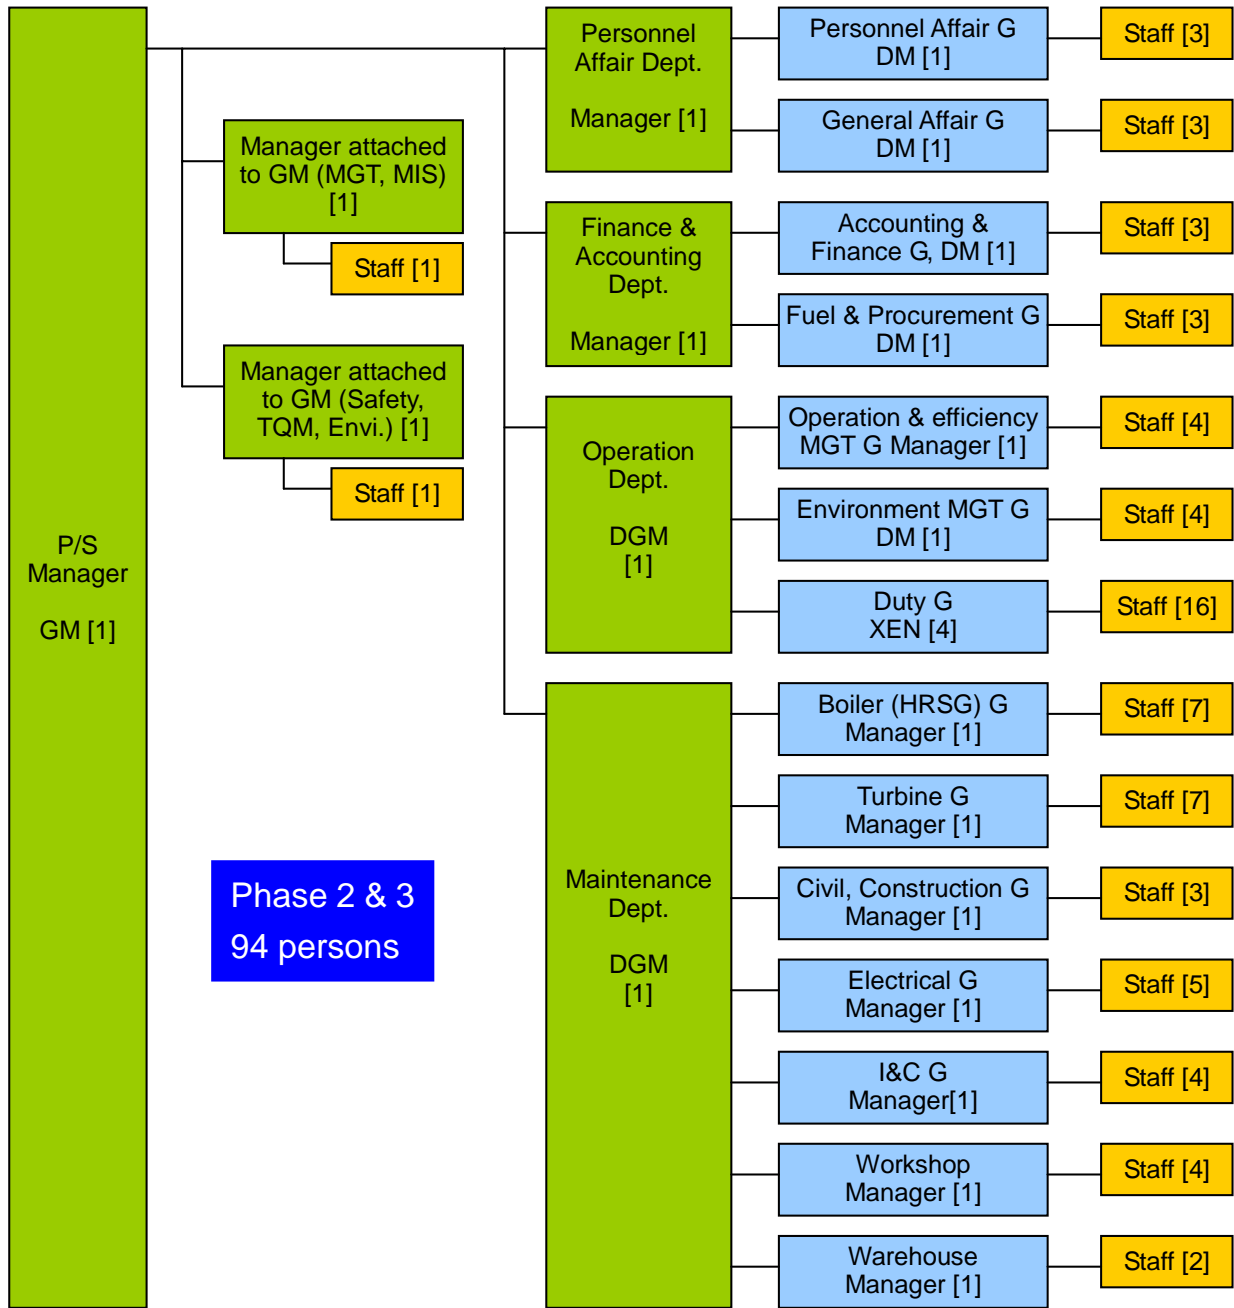 P/S
Manager
GM [1]
Manager attached
to GM (MGT, MIS)
[1]
Staff [1]
Manager attached
to GM (Safety,
TQM, Envi.) [1]
Staff [1]
Phase 2 & 3
94 persons
Personnel
Affair Dept.
Manager [1]
Personnel Affair G
DM [1]
Staff [3]
General Affair G
DM [1]
Staff [3]
Finance &
Accounting
Dept.
Manager [1]
Accounting &
Finance G, DM [1]
Staff [3]
Fuel & Procurement G
DM [1]
Staff [3]
Operation
Dept.
DGM
[1]
Operation & efficiency
MGT G Manager [1]
Staff [4]
Environment MGT G
DM [1]
Staff [4]
Duty G
XEN [4]
Staff [16]
Maintenance
Dept.
DGM
[1]
Boiler (HRSG) G
Manager [1]
Staff [7]
Turbine G
Manager [1]
Staff [7]
Civil, Construction G
Manager [1]
Staff [3]
Electrical G
Manager [1]
Staff [5]
I&C G
Manager[1]
Staff [4]
Workshop
Manager [1]
Staff [4]
Warehouse
Manager [1]
Staff [2]